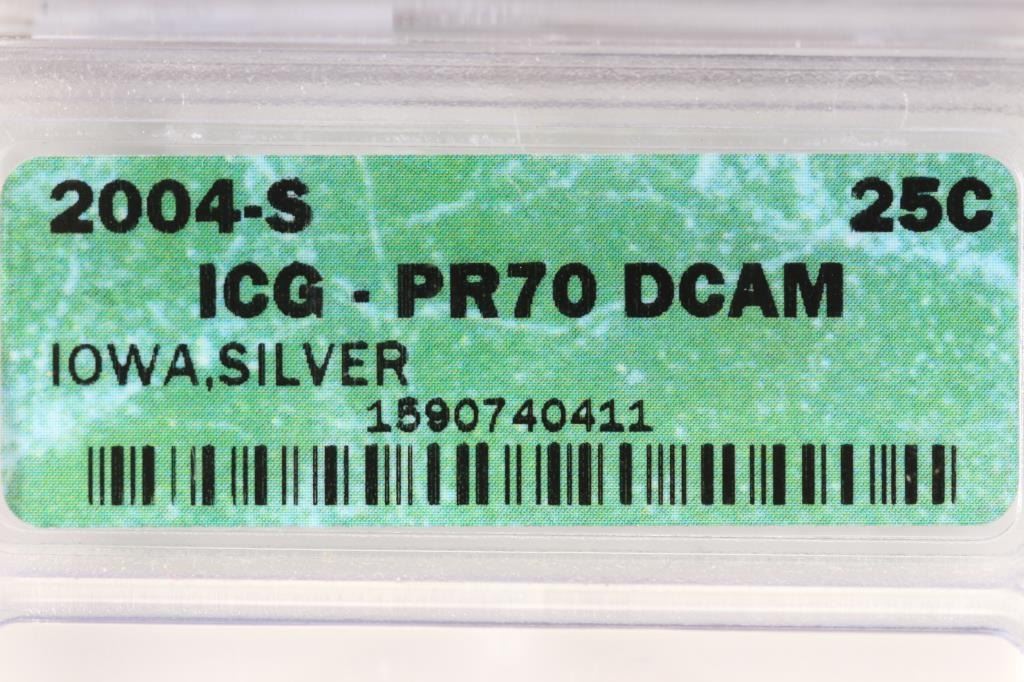 2004-S 25C
ICG - PR70 DCAM
IOWA,SILVER
1590740411